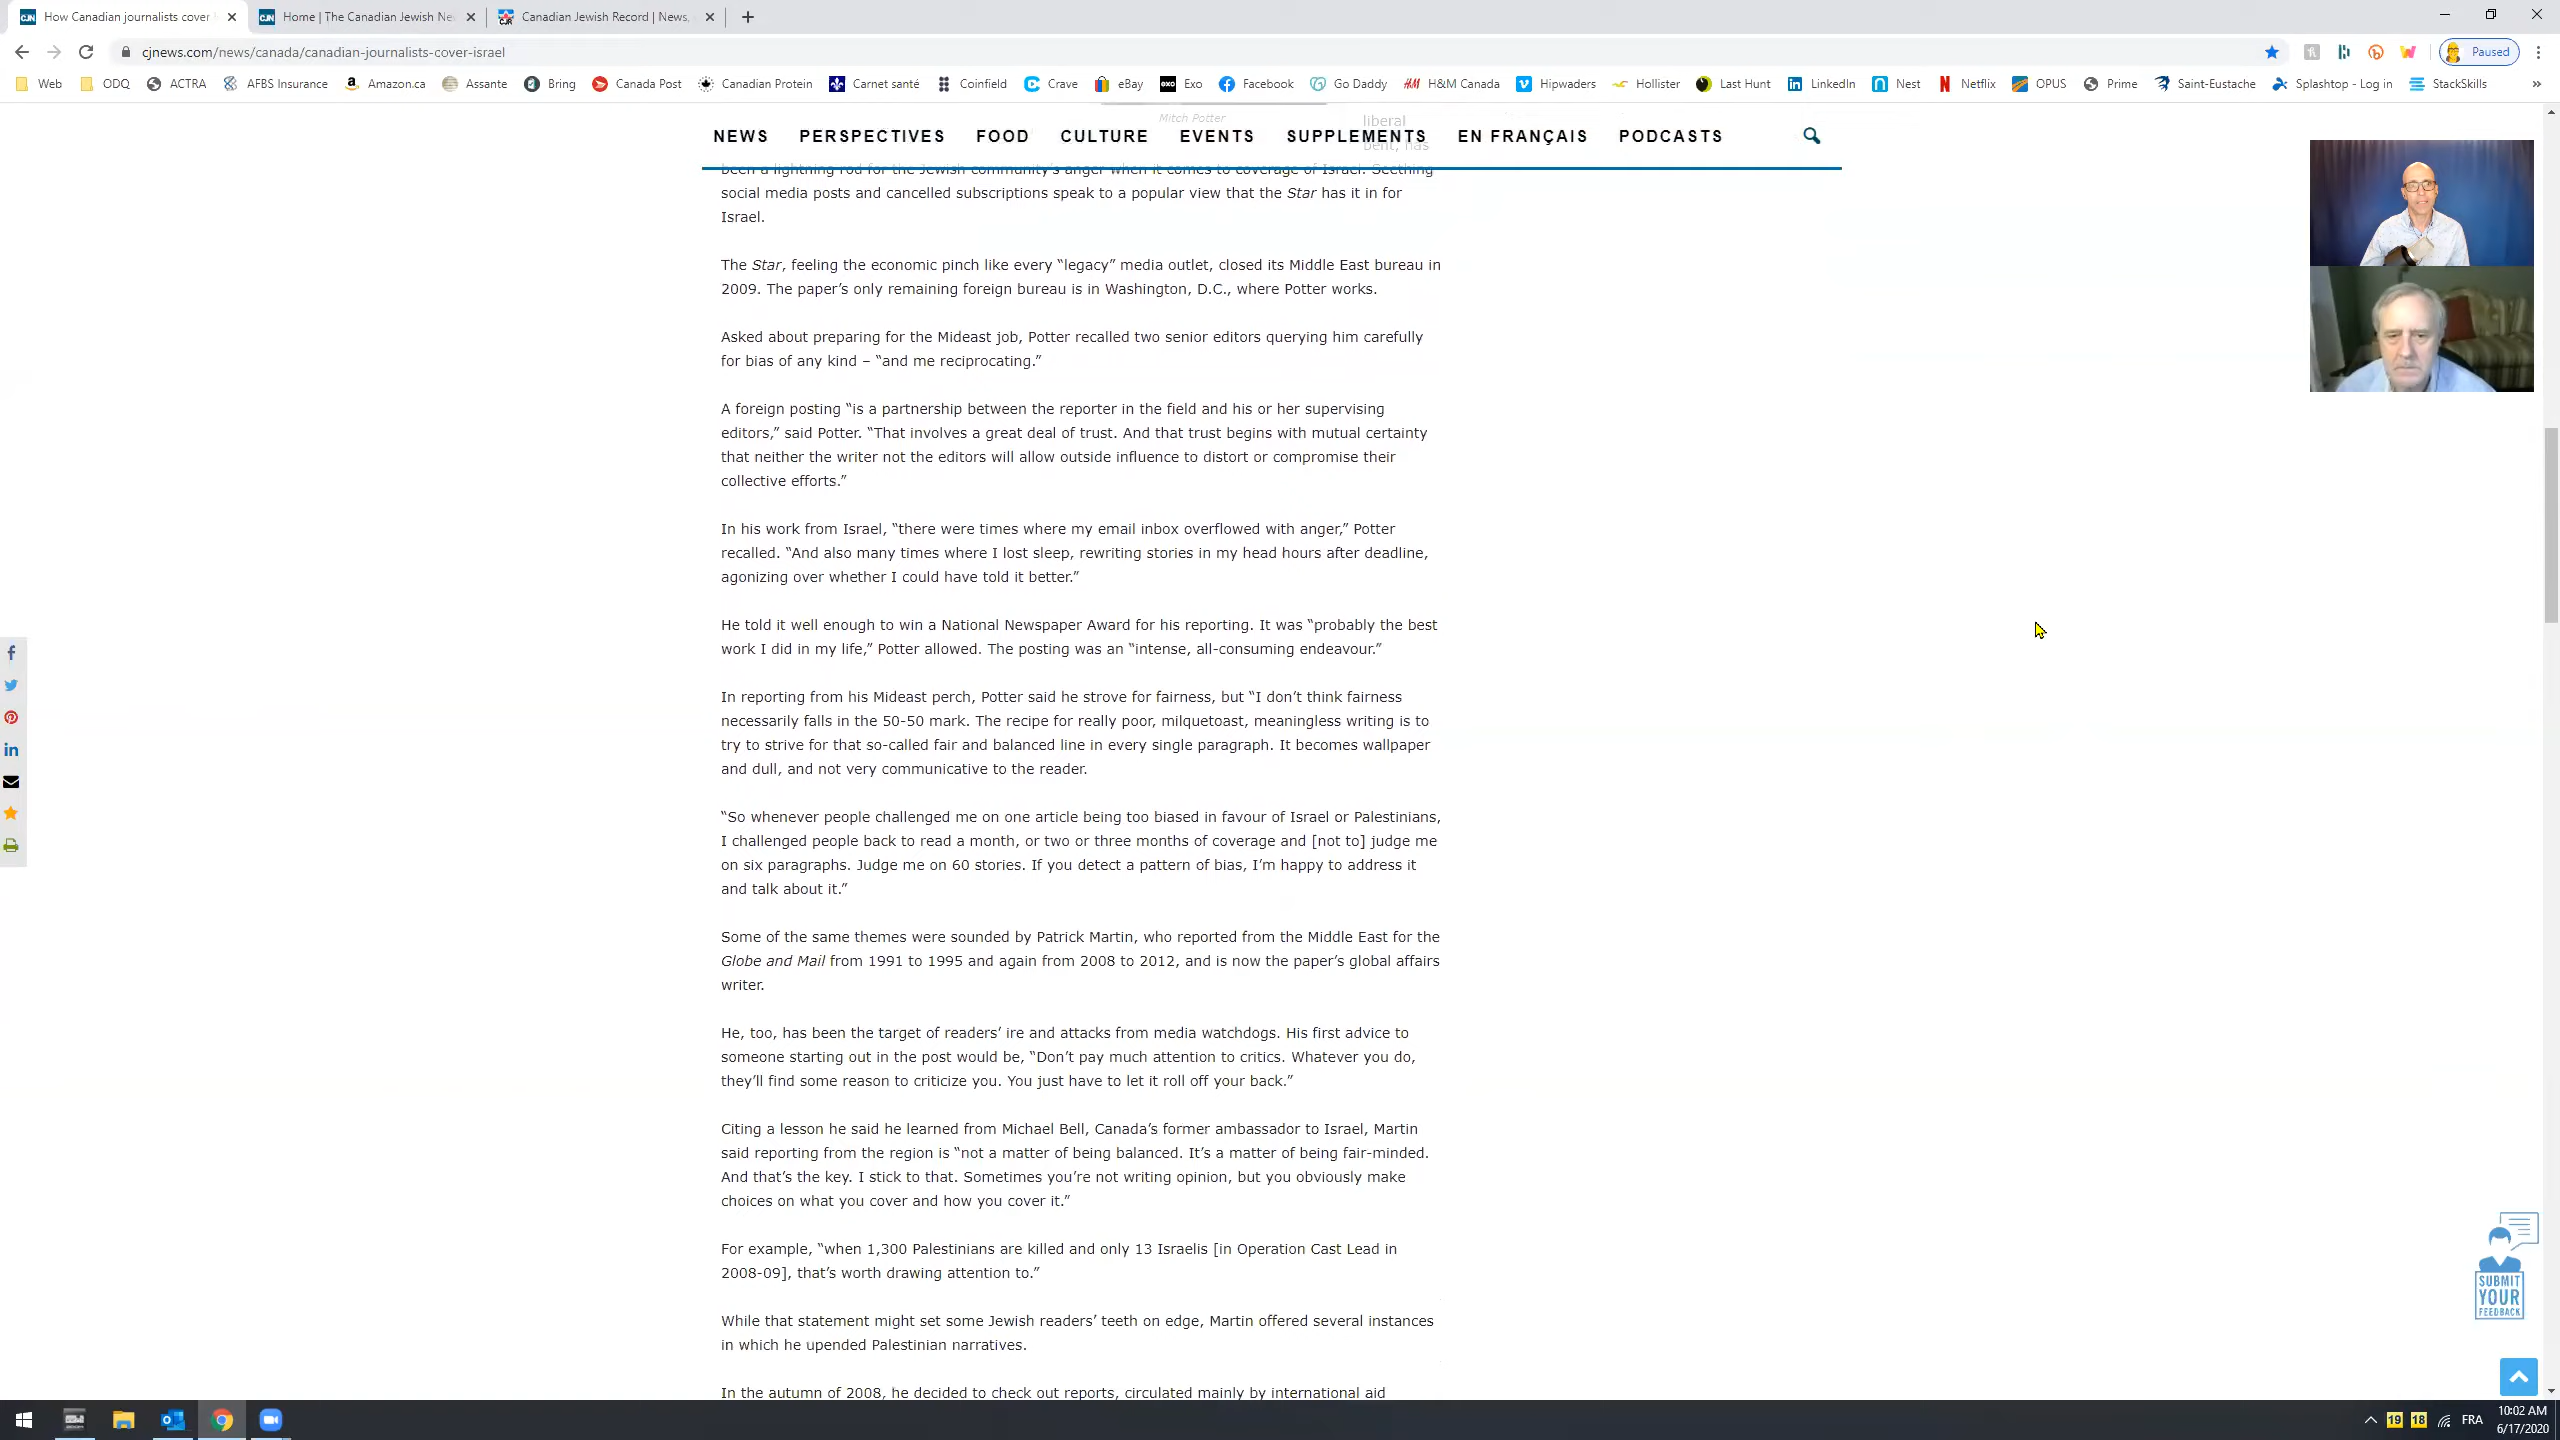 How Canadian journalists cover
Home | The Canadian Jewish Ne
Canadian Jewish Record | News,
cjnews.com/news/canada/canadian-journalists-cover-israel
Paused
Web
ODQ
ACTRA
AFBS Insurance
Amazon.ca
Assante
Bring
Canada Post
Canadian Protein
Carnet santé
Coinfield
Crave
eBay
Exo
Facebook
Go Daddy
H&M Canada
Hipwaders
Hollister
Last Hunt
LinkedIn
Nest
Netflix
OPUS
Prime
Saint-Eustache
Splashtop - Log in
StackSkills
Mitch Potter
liberal
NEWS PERSPECTIVES FOOD CULTURE EVENTS SUPPLEMENTS EN FRANÇAIS PODCASTS
bent, has
been a lightning rod for the Jewish community's anger when it comes to coverage of Israel. Seething
social media posts and cancelled subscriptions speak to a popular view that the Star has it in for
Israel.
The Star, feeling the economic pinch like every “legacy” media outlet, closed its Middle East bureau in
2009. The paper’s only remaining foreign bureau is in Washington, D.C., where Potter works.
Asked about preparing for the Mideast job, Potter recalled two senior editors querying him carefully
for bias of any kind – “and me reciprocating.”
A foreign posting “is a partnership between the reporter in the field and his or her supervising
editors,” said Potter. “That involves a great deal of trust. And that trust begins with mutual certainty
that neither the writer not the editors will allow outside influence to distort or compromise their
collective efforts.”
In his work from Israel, “there were times where my email inbox overflowed with anger,” Potter
recalled. “And also many times where I lost sleep, rewriting stories in my head hours after deadline,
agonizing over whether I could have told it better.”
He told it well enough to win a National Newspaper Award for his reporting. It was “probably the best
work I did in my life,” Potter allowed. The posting was an “intense, all-consuming endeavour.”
In reporting from his Mideast perch, Potter said he strove for fairness, but “I don’t think fairness
necessarily falls in the 50-50 mark. The recipe for really poor, milquetoast, meaningless writing is to
try to strive for that so-called fair and balanced line in every single paragraph. It becomes wallpaper
and dull, and not very communicative to the reader.
“So whenever people challenged me on one article being too biased in favour of Israel or Palestinians,
I challenged people back to read a month, or two or three months of coverage and [not to] judge me
on six paragraphs. Judge me on 60 stories. If you detect a pattern of bias, I’m happy to address it
and talk about it.”
Some of the same themes were sounded by Patrick Martin, who reported from the Middle East for the
Globe and Mail from 1991 to 1995 and again from 2008 to 2012, and is now the paper’s global affairs
writer.
He, too, has been the target of readers’ ire and attacks from media watchdogs. His first advice to
someone starting out in the post would be, “Don’t pay much attention to critics. Whatever you do,
they’ll find some reason to criticize you. You just have to let it roll off your back.”
Citing a lesson he said he learned from Michael Bell, Canada’s former ambassador to Israel, Martin
said reporting from the region is “not a matter of being balanced. It’s a matter of being fair-minded.
And that’s the key. I stick to that. Sometimes you’re not writing opinion, but you obviously make
choices on what you cover and how you cover it.”
For example, “when 1,300 Palestinians are killed and only 13 Israelis [in Operation Cast Lead in
2008-09], that’s worth drawing attention to.”
While that statement might set some Jewish readers’ teeth on edge, Martin offered several instances
in which he upended Palestinian narratives.
In the autumn of 2008, he decided to check out reports, circulated mainly by international aid
SUBMIT
YOUR
FEEDBACK
19 18
FRA
10:02 AM
6/17/2020